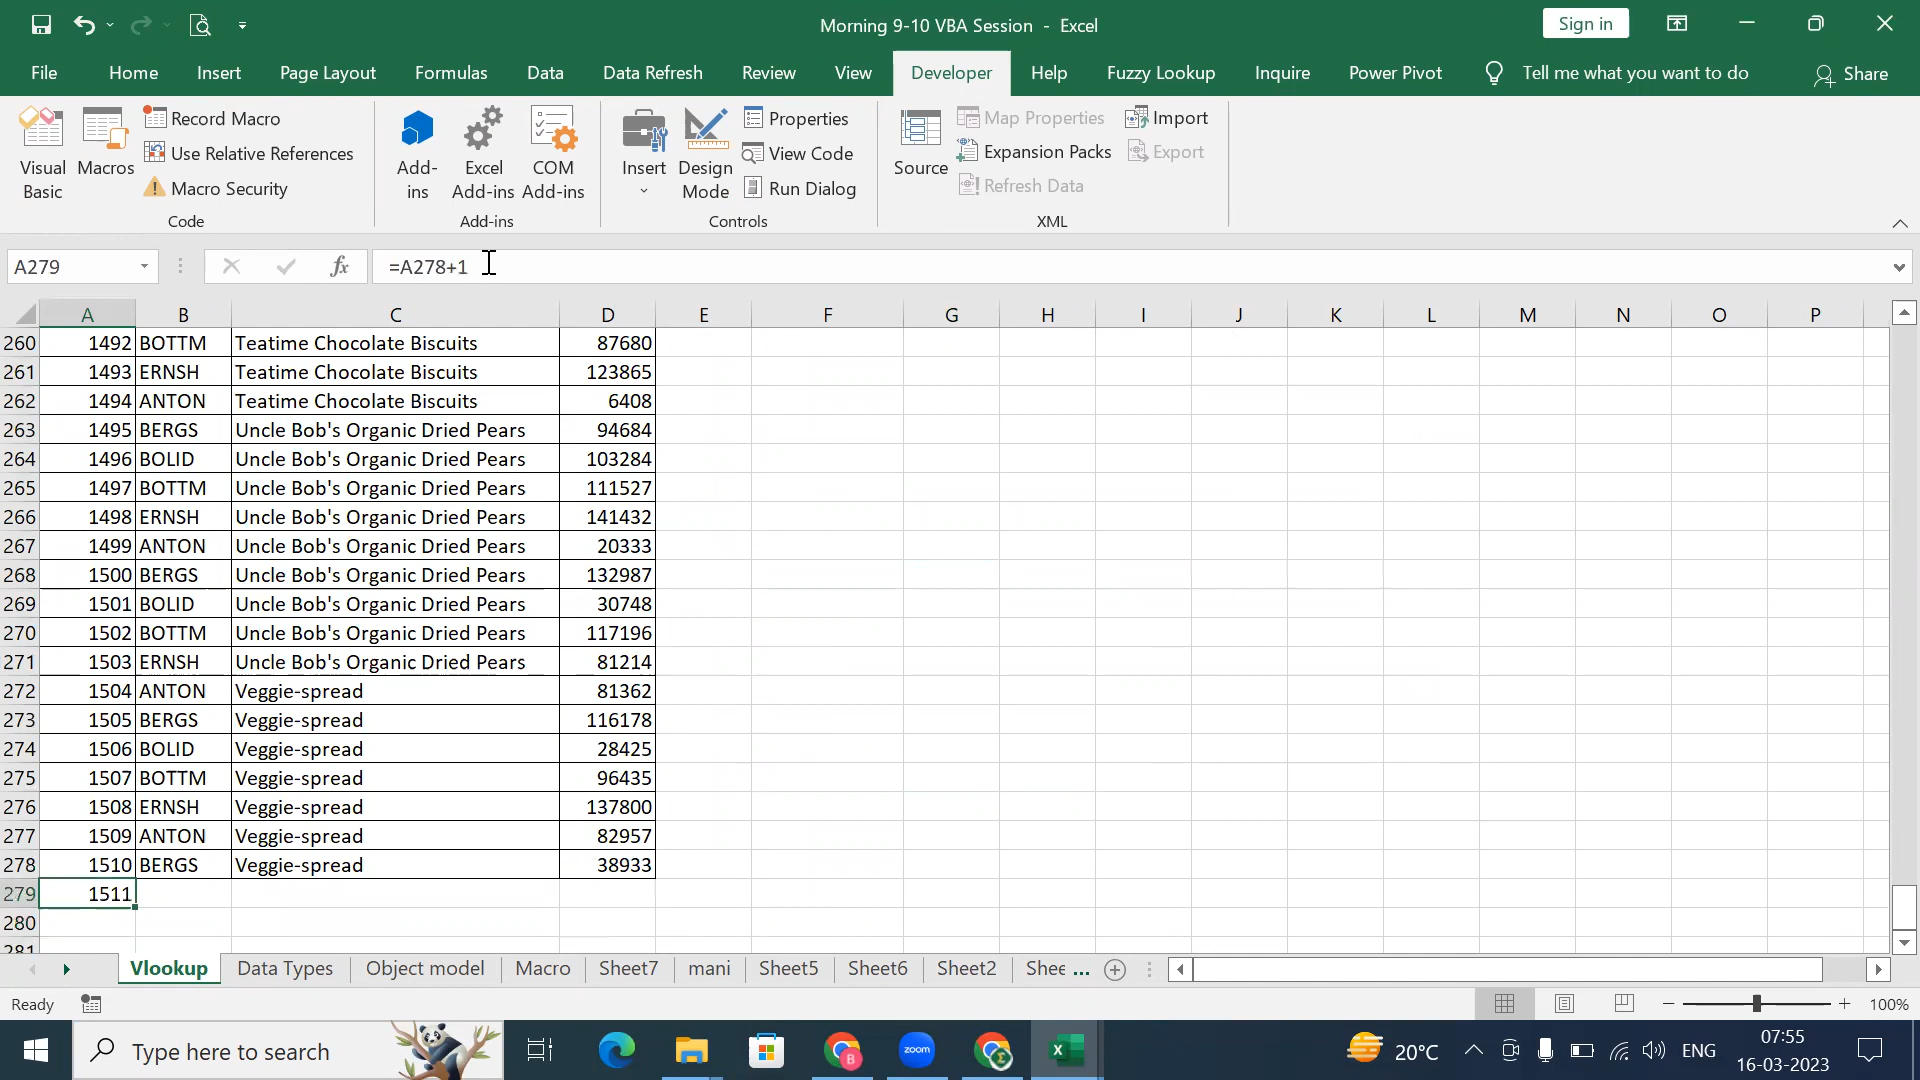 Morning 9-10 VBA Session - Excel
Sign in
File Home Insert Page Layout Formulas Data Data Refresh Review View Developer Help Fuzzy Lookup Inquire Power Pivot Tell me what you want to do Share
Visual Basic
Macros
Record Macro
Use Relative References
Macro Security
Code
Add-ins
Excel Add-ins
COM Add-ins
Add-ins
Insert
Design Mode
Properties
View Code
Run Dialog
Controls
Source
Map Properties
Expansion Packs
Refresh Data
Import
Export
XML
A279 fx =A278+1
A B C D E F G H I J K L M N O P
260 1492 BOTTM Teatime Chocolate Biscuits 87680
261 1493 ERNSH Teatime Chocolate Biscuits 123865
262 1494 ANTON Teatime Chocolate Biscuits 6408
263 1495 BERGS Uncle Bob's Organic Dried Pears 94684
264 1496 BOLID Uncle Bob's Organic Dried Pears 103284
265 1497 BOTTM Uncle Bob's Organic Dried Pears 111527
266 1498 ERNSH Uncle Bob's Organic Dried Pears 141432
267 1499 ANTON Uncle Bob's Organic Dried Pears 20333
268 1500 BERGS Uncle Bob's Organic Dried Pears 132987
269 1501 BOLID Uncle Bob's Organic Dried Pears 30748
270 1502 BOTTM Uncle Bob's Organic Dried Pears 117196
271 1503 ERNSH Uncle Bob's Organic Dried Pears 81214
272 1504 ANTON Veggie-spread 81362
273 1505 BERGS Veggie-spread 116178
274 1506 BOLID Veggie-spread 28425
275 1507 BOTTM Veggie-spread 96435
276 1508 ERNSH Veggie-spread 137800
277 1509 ANTON Veggie-spread 82957
278 1510 BERGS Veggie-spread 38933
279 1511
280
281
Vlookup Data Types Object model Macro Sheet7 mani Sheet5 Sheet6 Sheet2 Shee ...
Ready 100%
Type here to search zoom 20°C ENG 07:55
16-03-2023